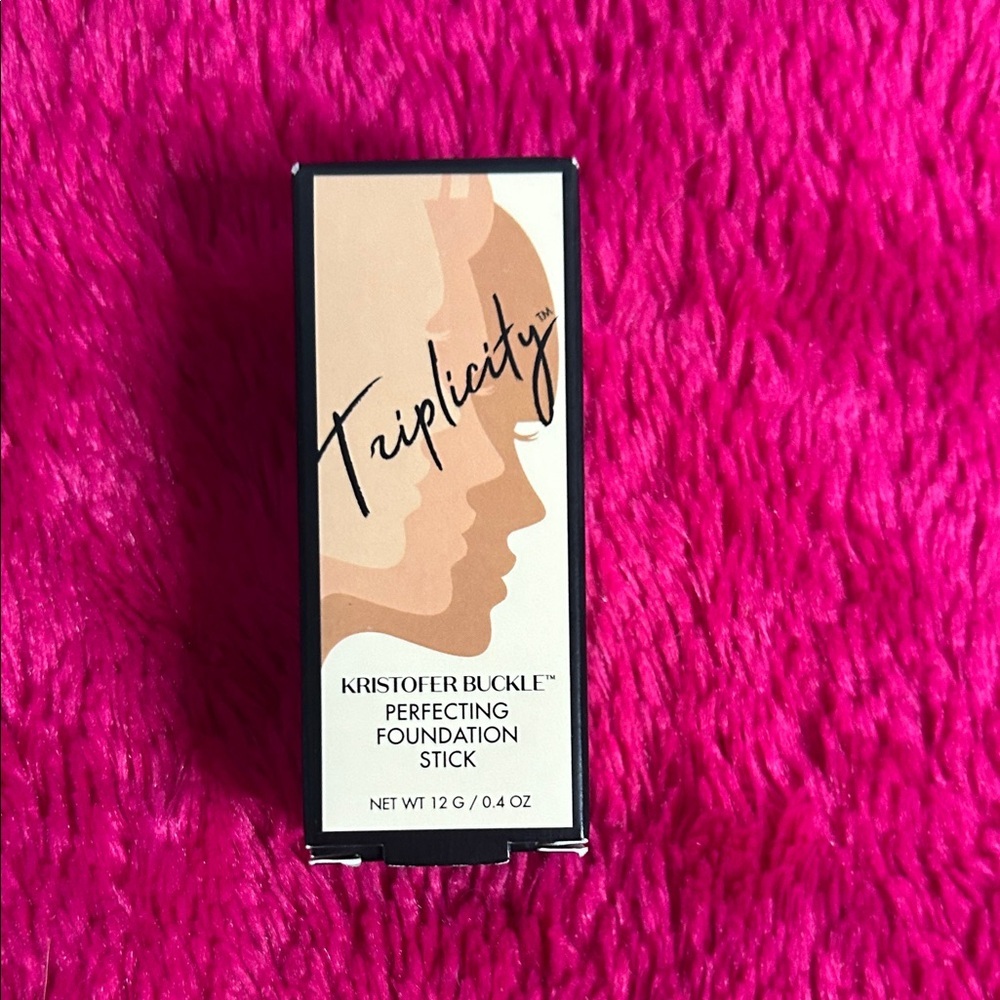 Triplicity™
KRISTOFER BUCKLE™
PERFECTING
FOUNDATION
STICK
NET WT 12 G / 0.4 OZ